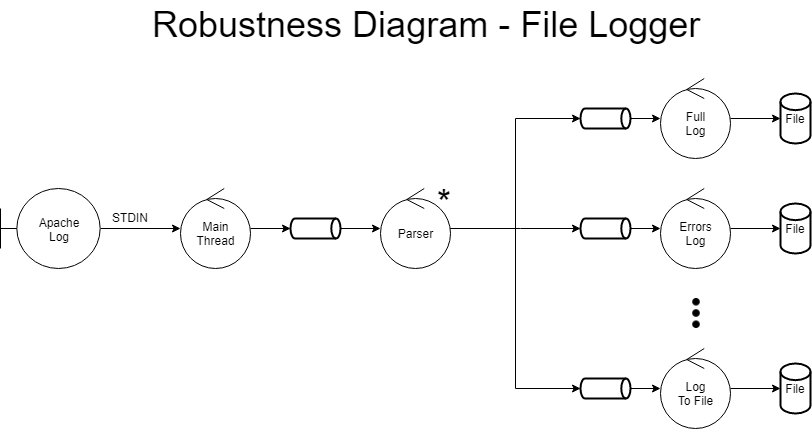 Robustness Diagram - File Logger
Full
Log
File
Apache
Log
STDIN
Main
Thread
Parser
*
Errors
Log
File
Log
To File
File